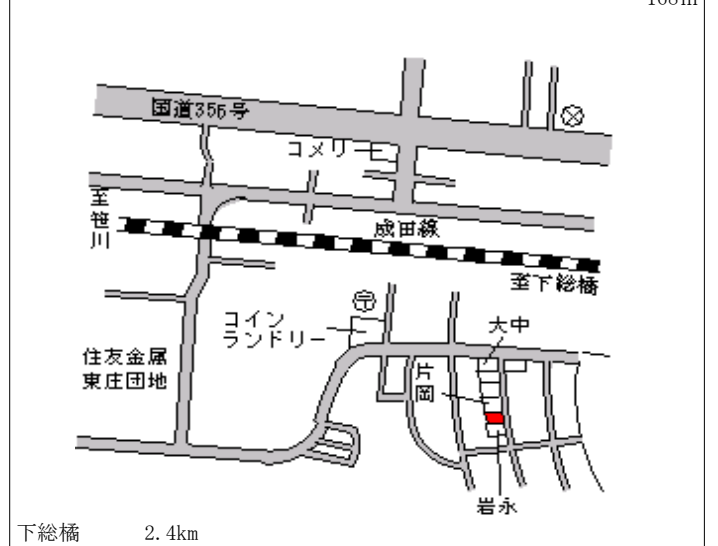 国道356号
コメリ
至笹川
成田線
至下総橘
〒
コイン
ランドリー
大中
住友金属
東庄団地
片岡
岩永
下総橘 2.4km